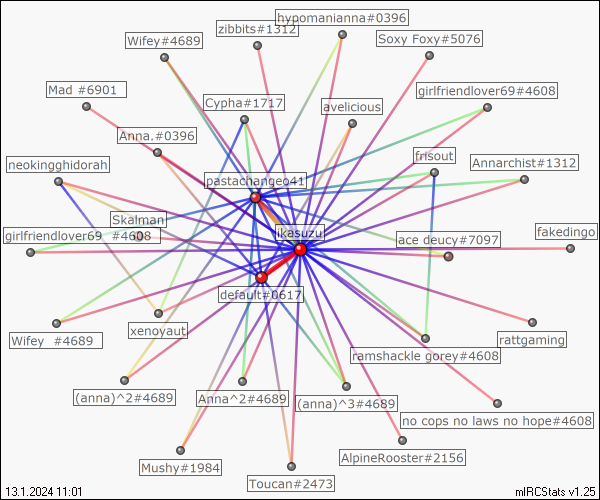 hypomanianna#0396
zibbits#1312
Wifey#4689
Soxy Foxy#5076
Mad #6901
girlfriendlover69#4608
Cypha#1717
avelicious
Anna.#0396
frisout
neokingghidorah
Annarchist#1312
pastachangeo41
Skalman
ikasuzu
girlfriendlover69 #4608
ace deucy#7097
fakedingo
default#0617
xenoyaut
Wifey #4689
rattgaming
ramshackle gorey#4608
(anna)^2#4689
Anna^2#4689
(anna)^3#4689
no cops no laws no hope#4608
AlpineRooster#2156
Mushy#1984
Toucan#2473
13.1.2024 11:01
mIRCStats v1.25